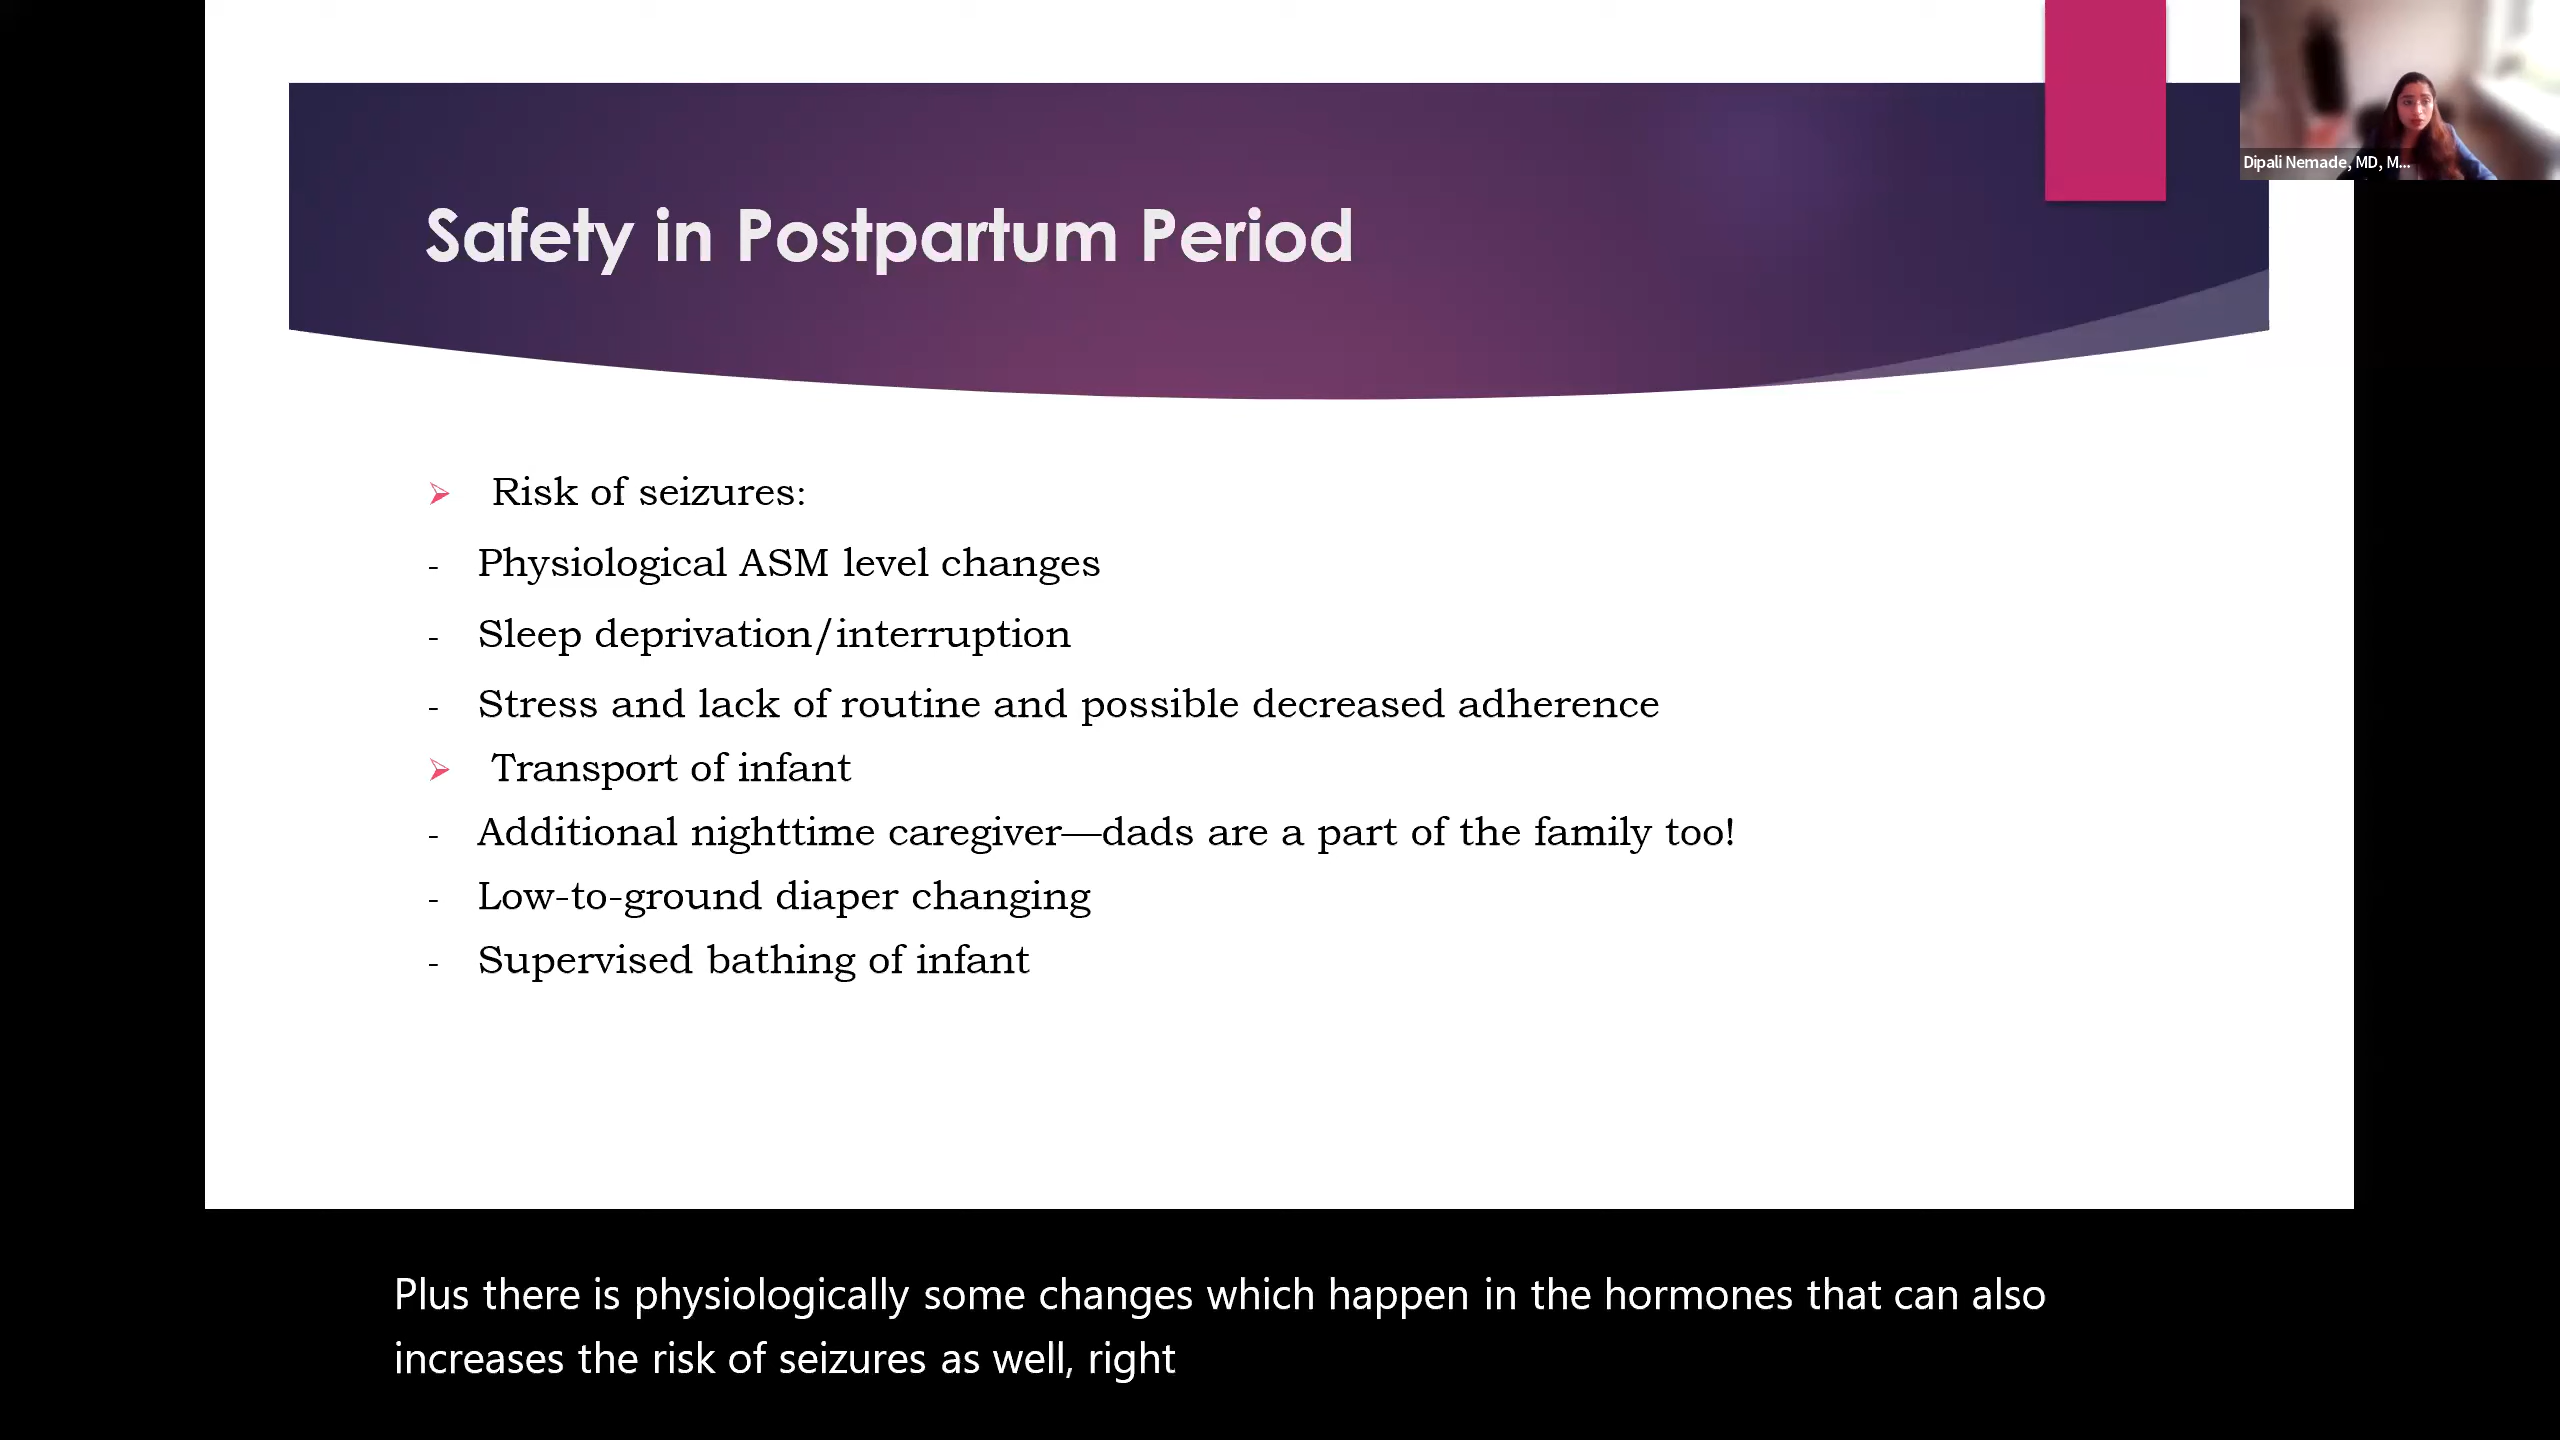 Dipali Nemade, MD, M...
Safety in Postpartum Period
➢ Risk of seizures:
- Physiological ASM level changes
- Sleep deprivation/interruption
- Stress and lack of routine and possible decreased adherence
➢ Transport of infant
- Additional nighttime caregiver—dads are a part of the family too!
- Low-to-ground diaper changing
- Supervised bathing of infant
Plus there is physiologically some changes which happen in the hormones that can also
increases the risk of seizures as well, right